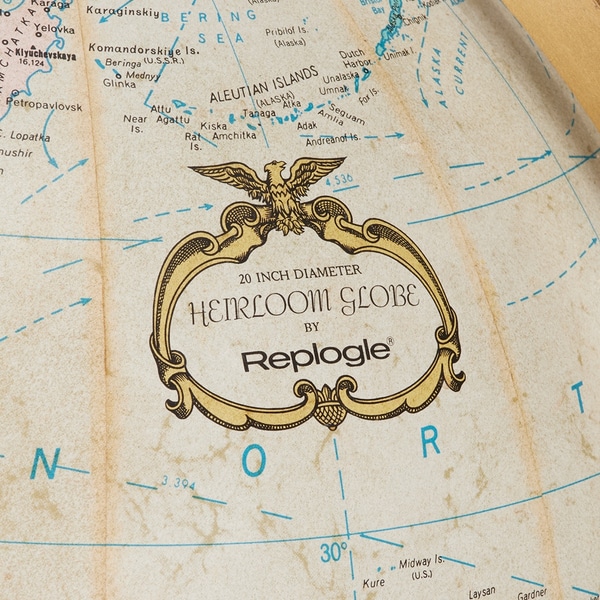 Karaga
Karaginskiy
BERING
SEA
Bristol
Bay
Chignik
Yelovka
Pribilof Is.
(Alaska)
Klyuchevskaya
16,124
Komandorskiye Is.
(U.S.S.R.)
Beringa
Mednyy
Glinka
Dutch
Harbor
Unimak I.
Unalaska
Umnak
Fox Is.
ALASKA
CURRENT
ALEUTIAN ISLANDS
(ALASKA)
Petropavlovsk
Attu
Near
Is.
Agattu
Kiska
Rat
Is.
Amchitka
Tanaga
Atka
Adak
Seguam
Amlia
Andreanof Is.
C. Lopatka
4,536
20 INCH DIAMETER
HEIRLOOM GLOBE
BY
Replogle®
N O R T
3,394
30°
Midway Is.
(U.S.)
Kure
Laysan
Gardner